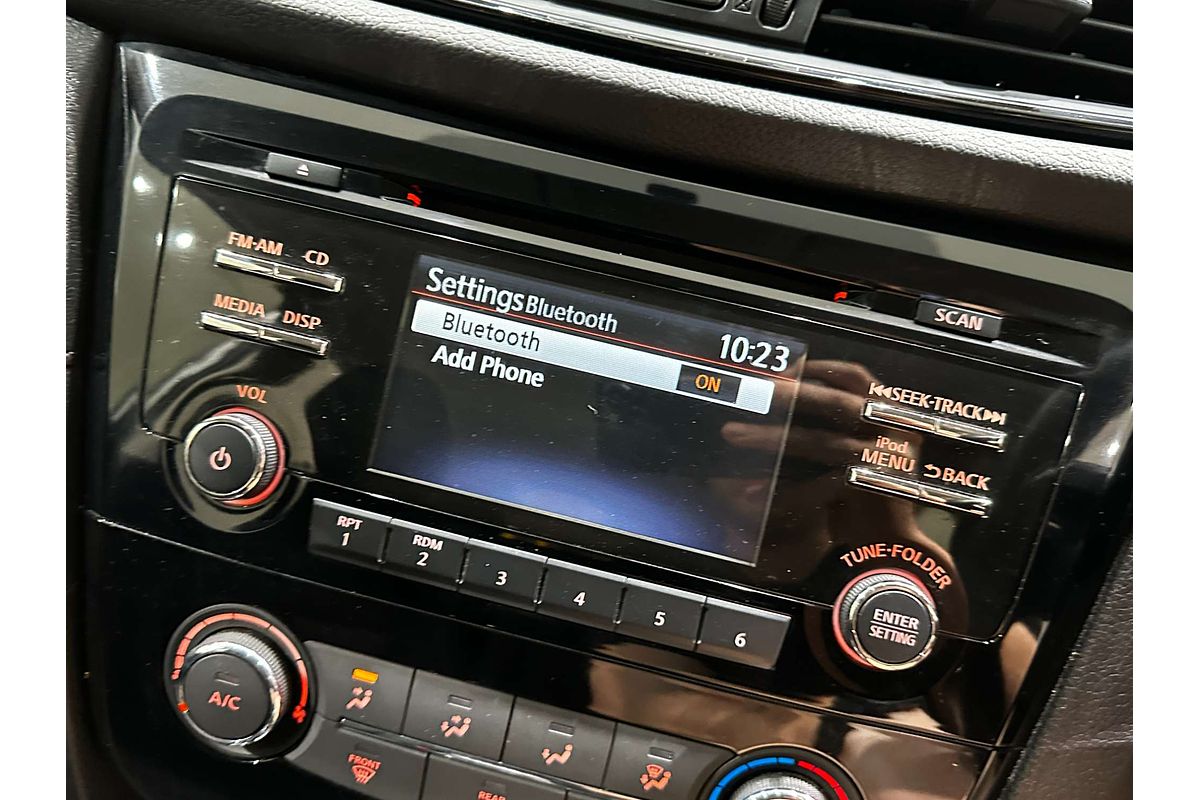 FM·AM CD
MEDIA DISP
VOL
Settings Bluetooth
10:23
Bluetooth ON
Add Phone
SCAN
SEEK·TRACK
iPod
MENU BACK
TUNE·FOLDER
ENTER
SETTING
RPT
1
RDM
2
3
4
5
6
A/C
FRONT
REAR